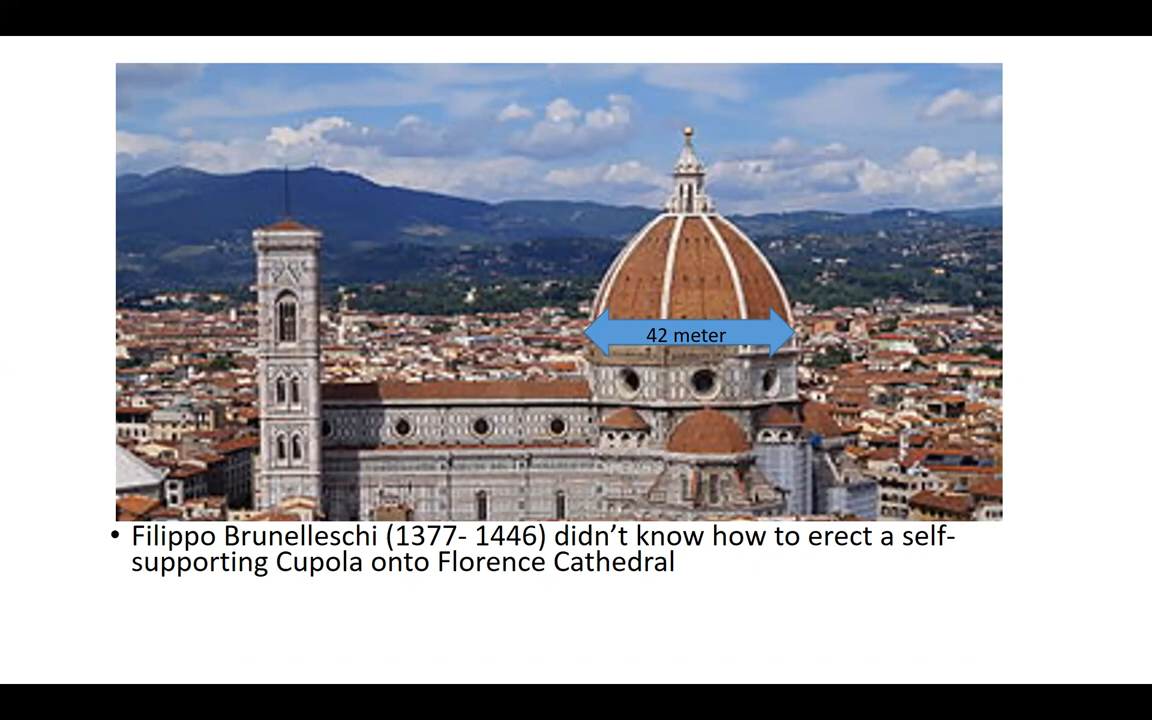 42 meter
• Filippo Brunelleschi (1377- 1446) didn’t know how to erect a self-
supporting Cupola onto Florence Cathedral